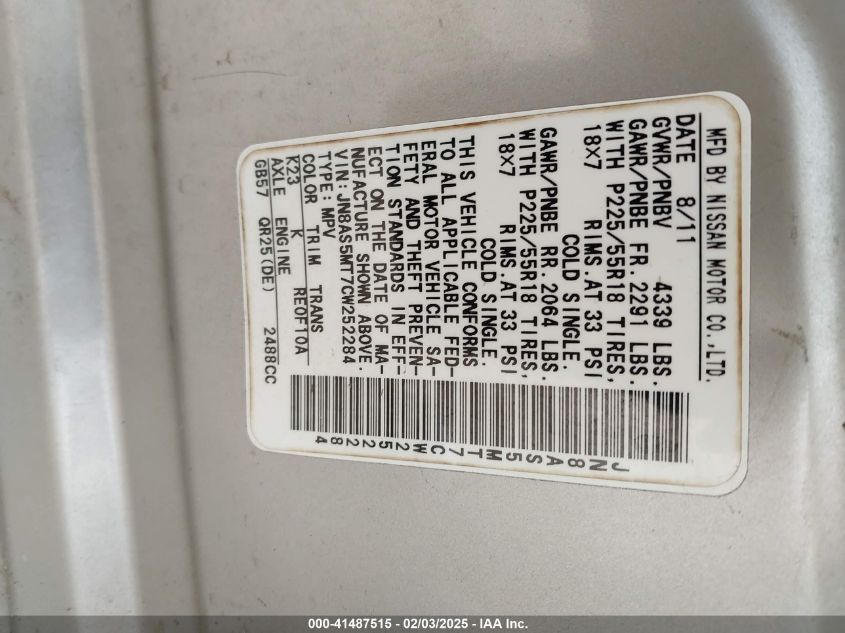 MFD BY NISSAN MOTOR CO.,LTD.
DATE 8/11
GVWR/PNBV 4339 LBS.
GAWR/PNBE FR. 2291 LBS.
WITH P225/55R18 TIRES,
18X7 RIMS.AT 33 PSI
COLD SINGLE.
GAWR/PNBE RR. 2064 LBS.
WITH P225/55R18 TIRES,
18X7 RIMS.AT 33 PSI
COLD SINGLE.
THIS VEHICLE CONFORMS
TO ALL APPLICABLE FED-
ERAL MOTOR VEHICLE SA-
FETY AND THEFT PREVEN-
TION STANDARDS IN EFF-
ECT ON THE DATE OF MA-
NUFACTURE SHOWN ABOVE.
VIN:JN8AS5MT7CW252284
TYPE:MPV
COLOR TRIM TRANS
K23 K RE0F10A
AXLE ENGINE
GB57 QR25(DE) 2488CC
JN8AS5MT7CW252284
000-41487515 - 02/03/2025 - IAA Inc.